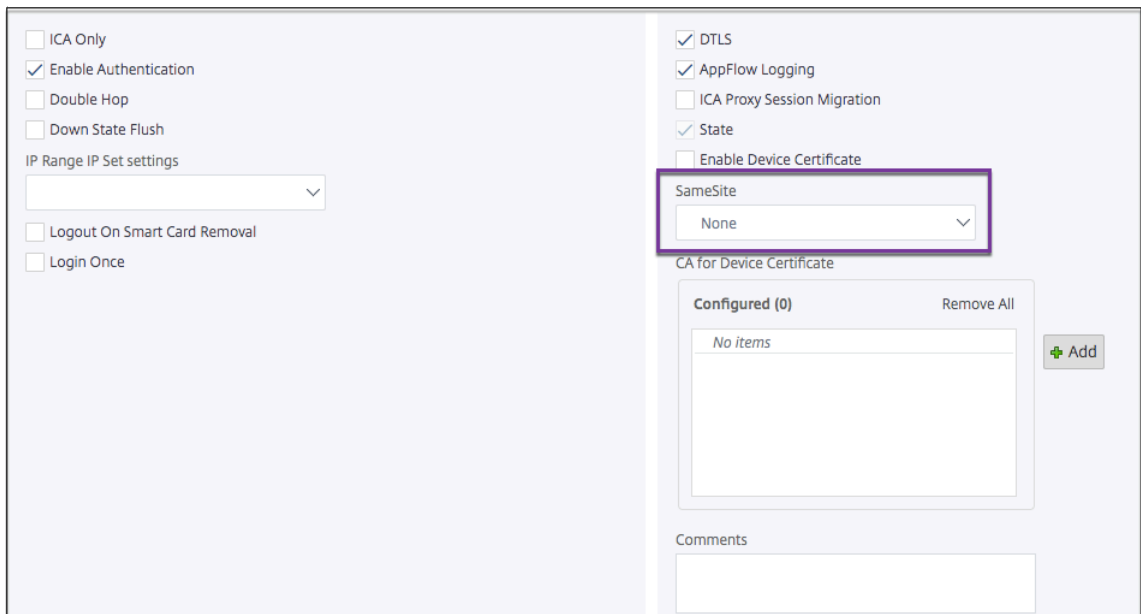 ICA Only
Enable Authentication
Double Hop
Down State Flush
IP Range IP Set settings
Logout On Smart Card Removal
Login Once
DTLS
AppFlow Logging
ICA Proxy Session Migration
State
Enable Device Certificate
SameSite
None
CA for Device Certificate
Configured (0) Remove All
No items
Add
Comments